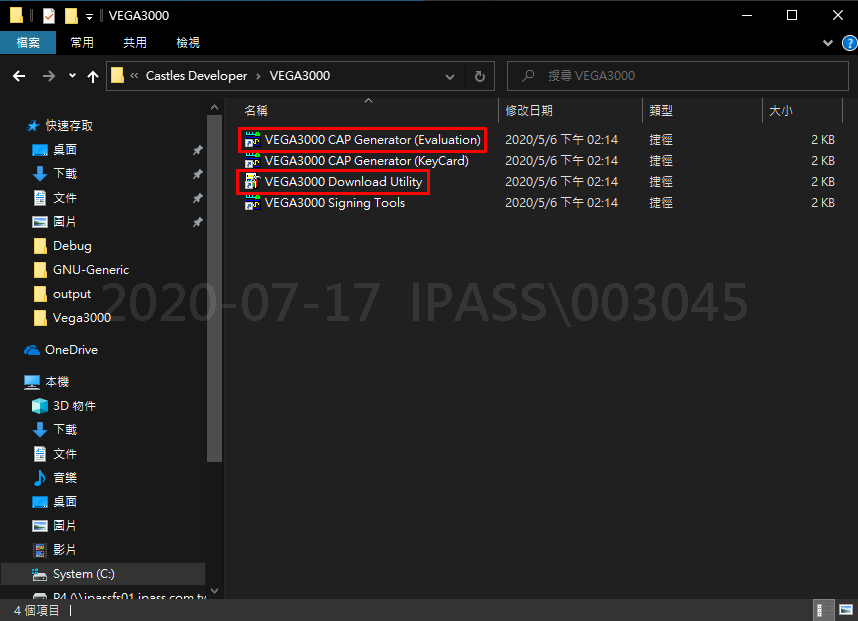 VEGA3000
檔案 常用 共用 檢視
« Castles Developer › VEGA3000 搜尋 VEGA3000
名稱 修改日期 類型 大小
VEGA3000 CAP Generator (Evaluation) 2020/5/6 下午 02:14 捷徑 2 KB
VEGA3000 CAP Generator (KeyCard) 2020/5/6 下午 02:14 捷徑 2 KB
VEGA3000 Download Utility 2020/5/6 下午 02:14 捷徑 2 KB
VEGA3000 Signing Tools 2020/5/6 下午 02:14 捷徑 2 KB
快速存取
桌面
下載
文件
圖片
Debug
GNU-Generic
output
Vega3000
2020-07-17 IPASS\003045
OneDrive
本機
3D 物件
下載
文件
音樂
桌面
圖片
影片
System (C:)
4 個項目